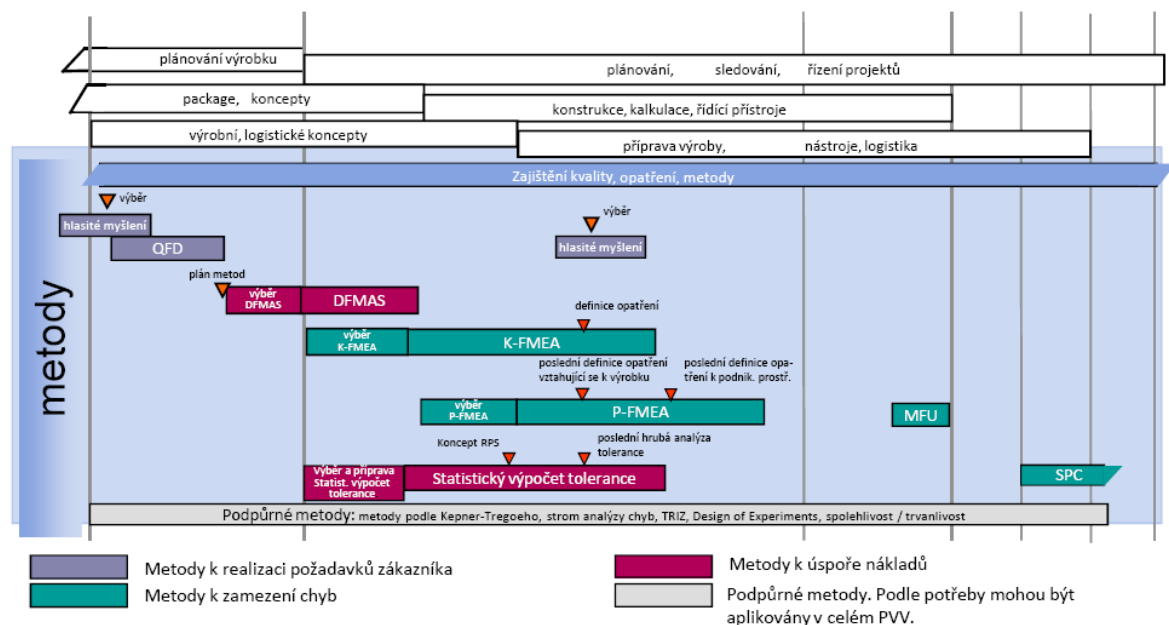 plánování výrobku
plánování, sledování, řízení projektů
package, koncepty
konstrukce, kalkulace, řídící přístroje
výrobní, logistické koncepty
příprava výroby, nástroje, logistika
Zajištění kvality, opatření, metody
metody
výběr
hlasité myšlení
QFD
výběr
hlasité myšlení
plán metod
výběr
DFMAS
DFMAS
definice opatření
výběr
K-FMEA
K-FMEA
poslední definice opatření
vztahující se k výrobku
poslední definice opa-
tření k podnik. prostř.
výběr
P-FMEA
P-FMEA
MFU
Koncept RPS
poslední hrubá analýza
tolerance
Výběr a příprava
Statist. výpočet
tolerance
Statistický výpočet tolerance
SPC
Podpůrné metody: metody podle Kepner-Tregoeho, strom analýzy chyb, TRIZ, Design of Experiments, spolehlivost / trvanlivost
Metody k realizaci požadavků zákazníka
Metody k zamezení chyb
Metody k úspoře nákladů
Podpůrné metody. Podle potřeby mohou být
aplikovány v celém PVV.